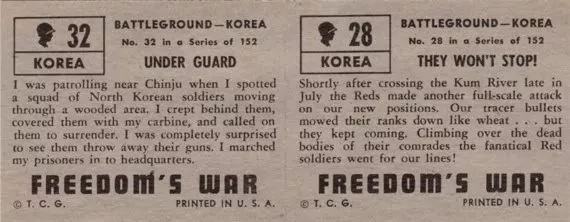 32
KOREA
BATTLEGROUND—KOREA
No. 32 in a Series of 152
UNDER GUARD
I was patrolling near Chinju when I spotted
a squad of North Korean soldiers moving
through a wooded area. I crept behind them,
covered them with my carbine, and called on
them to surrender. I was completely surprised
to see them throw away their guns. I marched
my prisoners in to headquarters.
FREEDOM'S WAR
© T. C. G. PRINTED IN U. S. A.
28
KOREA
BATTLEGROUND—KOREA
No. 28 in a Series of 152
THEY WON'T STOP!
Shortly after crossing the Kum River late in
July the Reds made another full-scale attack
on our new positions. Our tracer bullets
mowed their ranks down like wheat . . . but
they kept coming. Climbing over the dead
bodies of their comrades the fanatical Red
soldiers went for our lines!
FREEDOM'S WAR
© T. C. G. PRINTED IN U. S. A.